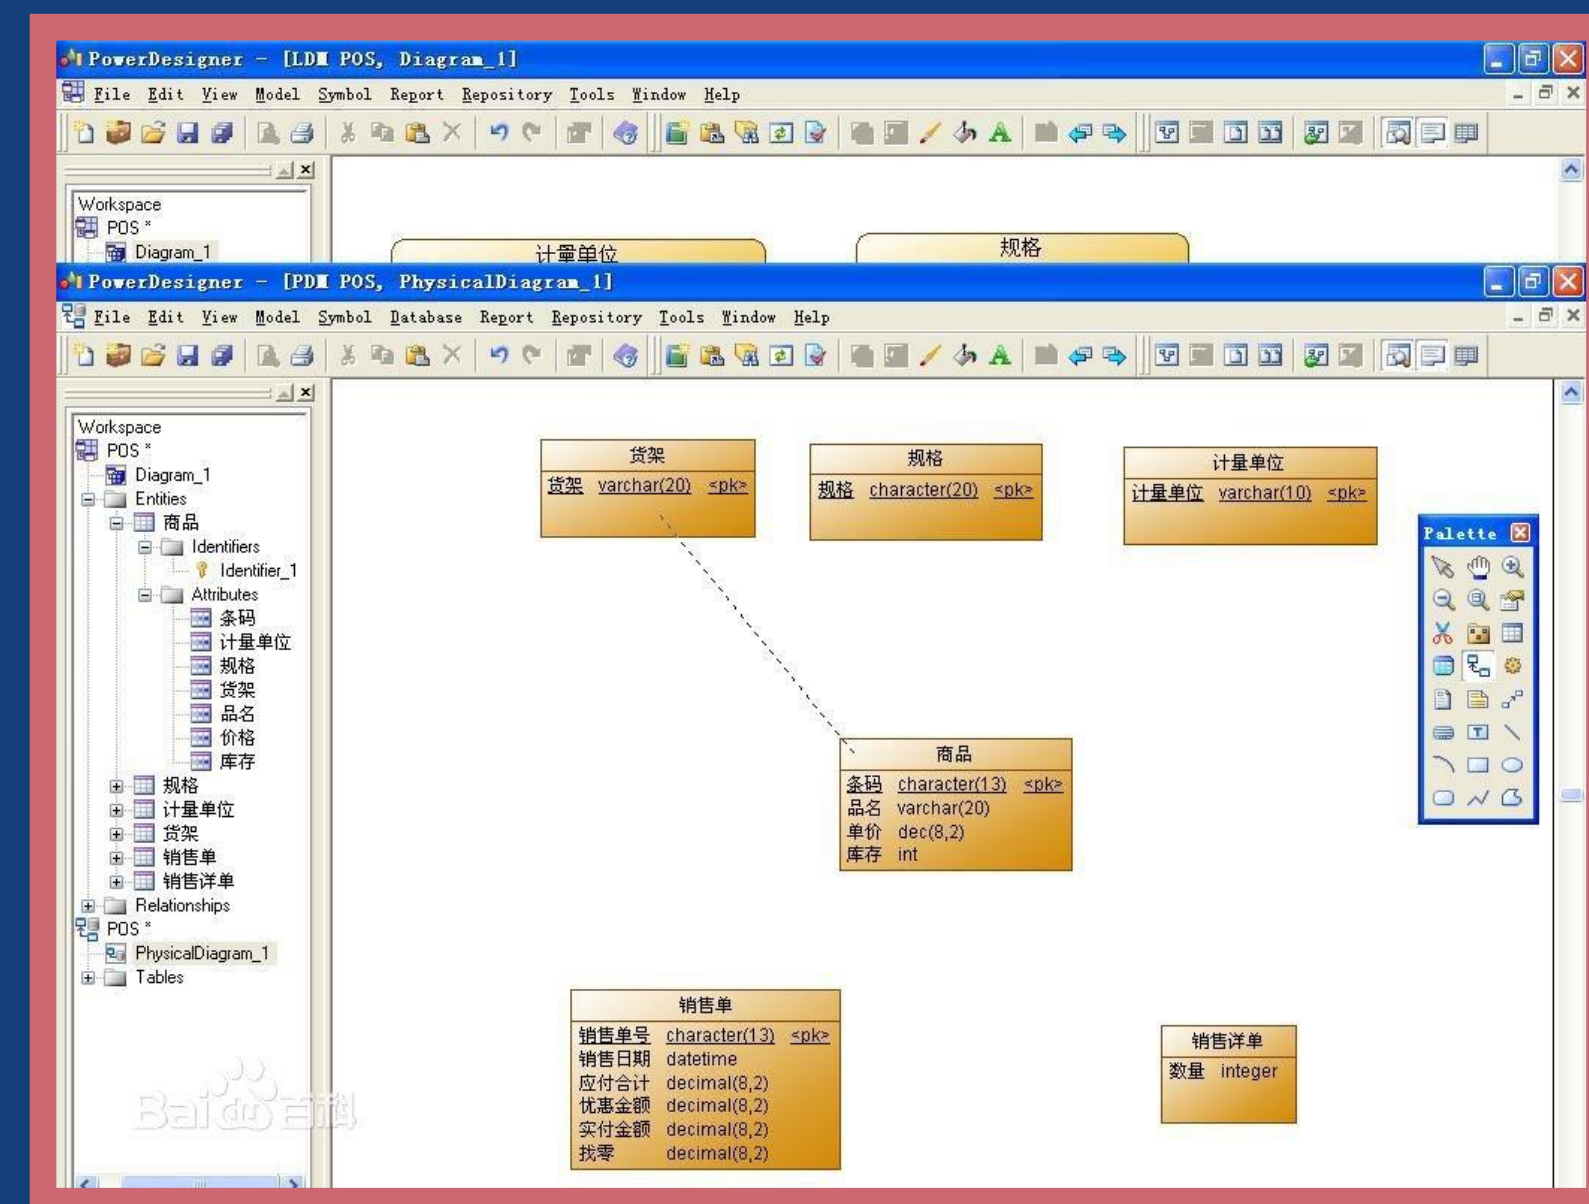 PowerDesigner - [LDM POS, Diagram_1]
File Edit View Model Symbol Report Repository Tools Window Help
Workspace
POS *
Diagram_1
计量单位
规格
PowerDesigner - [PDM POS, PhysicalDiagram_1]
File Edit View Model Symbol Database Report Repository Tools Window Help
Workspace
POS *
Diagram_1
Entities
商品
Identifiers
Identifier_1
Attributes
条码
计量单位
规格
货架
品名
价格
库存
规格
计量单位
货架
销售单
销售详单
Relationships
POS *
PhysicalDiagram_1
Tables
货架
货架 varchar(20) <pk>
规格
规格 character(20) <pk>
计量单位
计量单位 varchar(10) <pk>
Palette
商品
条码 character(13) <pk>
品名 varchar(20)
单价 dec(8,2)
库存 int
销售单
销售单号 character(13) <pk>
销售日期 datetime
应付合计 decimal(8,2)
优惠金额 decimal(8,2)
实付金额 decimal(8,2)
找零 decimal(8,2)
销售详单
数量 integer
Bai du 百科